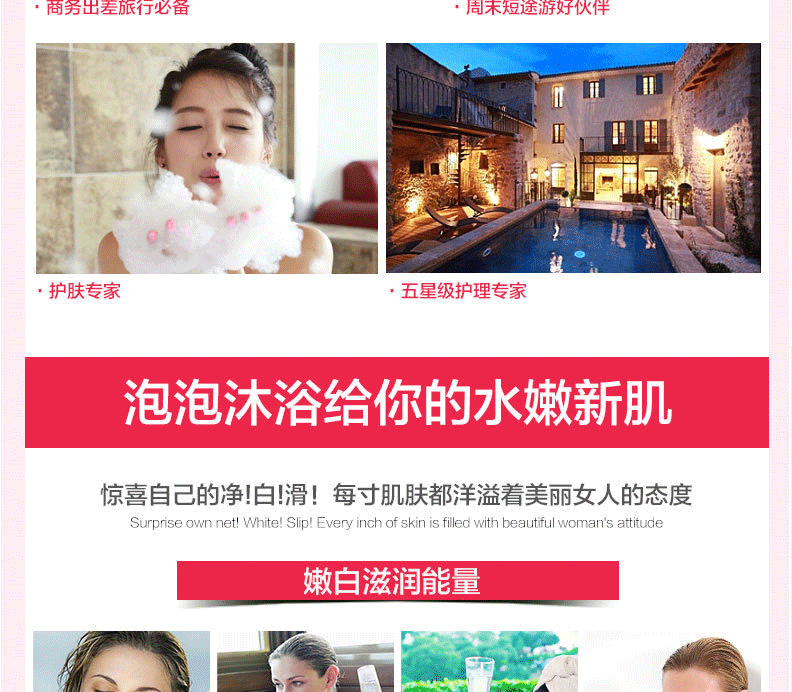 · 商务出差旅行必备
· 周末短途游好伙伴
· 护肤专家
· 五星级护理专家
泡泡沐浴给你的水嫩新肌
惊喜自己的净!白!滑！每寸肌肤都洋溢着美丽女人的态度
Surprise own net! White! Slip! Every inch of skin is filled with beautiful woman's attitude
嫩白滋润能量